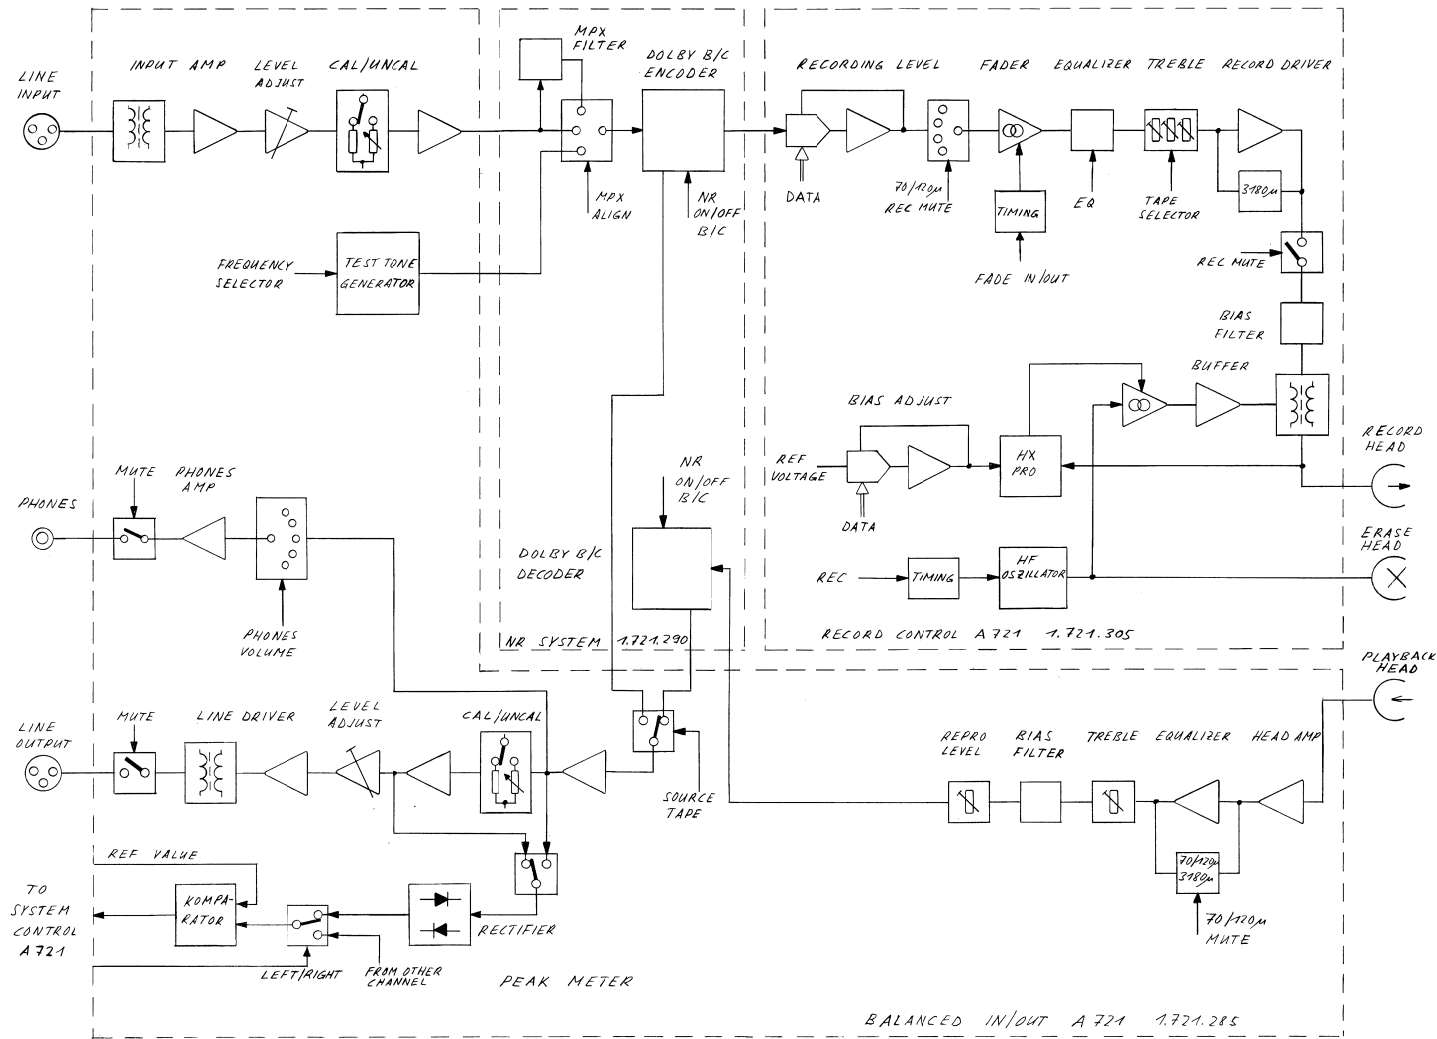 LINE
INPUT
INPUT AMP
LEVEL
ADJUST
CAL/UNCAL
MPX
FILTER
DOLBY B/C
ENCODER
MPX
ALIGN
NR
ON/OFF
B/C
FREQUENCY
SELECTOR
TEST TONE
GENERATOR
RECORDING LEVEL
FADER
EQUALIZER
TREBLE
RECORD DRIVER
DATA
70/120µ
REC MUTE
TIMING
FADE IN/OUT
EQ
TAPE
SELECTOR
3180µ
REC MUTE
BIAS
FILTER
BUFFER
BIAS ADJUST
REF
VOLTAGE
DATA
HX
PRO
RECORD
HEAD
REC
TIMING
HF
OSZILLATOR
ERASE
HEAD
RECORD CONTROL A 721 1.721.305
PHONES
MUTE
PHONES
AMP
PHONES
VOLUME
NR
ON/OFF
B/C
DOLBY B/C
DECODER
NR SYSTEM 1.721.290
PLAYBACK
HEAD
LINE
OUTPUT
MUTE
LINE DRIVER
LEVEL
ADJUST
CAL/UNCAL
SOURCE
TAPE
REPRO
LEVEL
BIAS
FILTER
TREBLE
EQUALIZER
HEAD AMP
70/120µ
3180µ
70/120µ
MUTE
REF VALUE
TO
SYSTEM
CONTROL
A 721
KOMPA-
RATOR
LEFT/RIGHT
FROM OTHER
CHANNEL
RECTIFIER
PEAK METER
BALANCED IN/OUT A 721 1.721.285